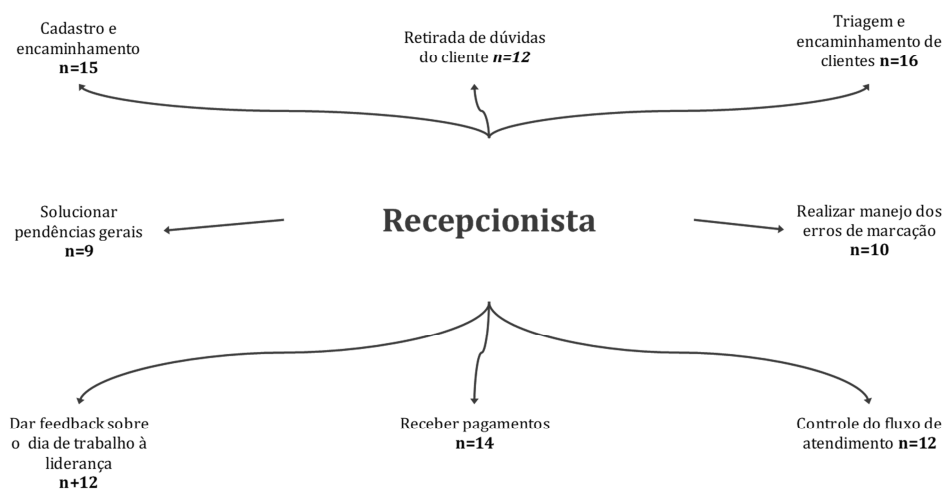 Cadastro e
encaminhamento
n=15
Retirada de dúvidas
do cliente n=12
Triagem e
encaminhamento de
clientes n=16
Solucionar
pendências gerais
n=9
Recepcionista
Realizar manejo dos
erros de marcação
n=10
Dar feedback sobre
o dia de trabalho à
liderança
n+12
Receber pagamentos
n=14
Controle do fluxo de
atendimento n=12